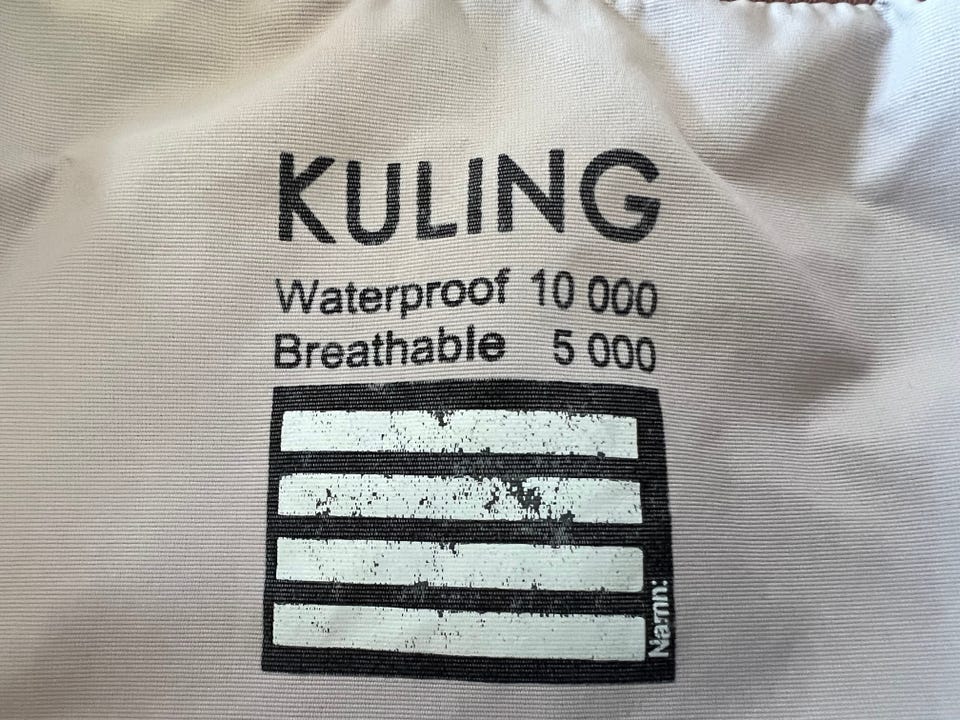 KULING
Waterproof 10 000
Breathable 5 000
Namn: